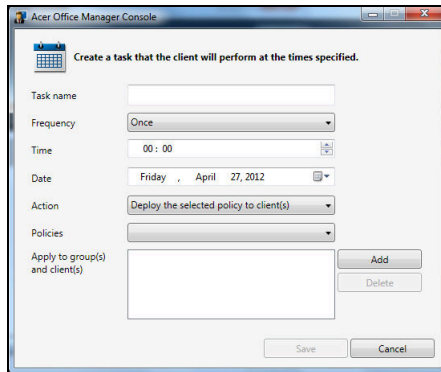 Acer Office Manager Console
Create a task that the client will perform at the times specified.
Task name
Frequency
Once
Time
00 : 00
Date
Friday , April 27, 2012
Action
Deploy the selected policy to client(s)
Policies
Apply to group(s)
and client(s)
Add
Delete
Save
Cancel